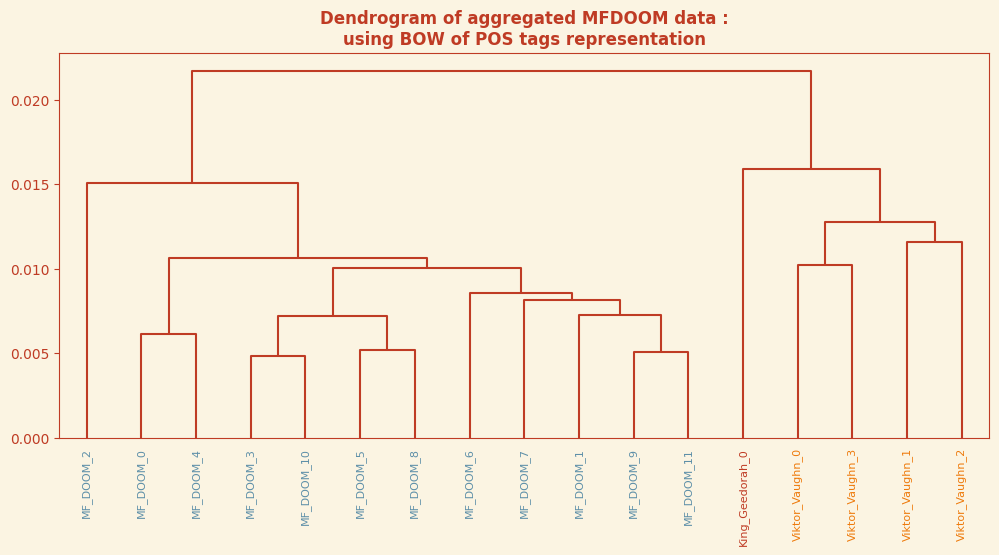 Dendrogram of aggregated MFDOOM data :
using BOW of POS tags representation
0.020
0.015
0.010
0.005
0.000
MF_DOOM_2
MF_DOOM_0
MF_DOOM_4
MF_DOOM_3
MF_DOOM_10
MF_DOOM_5
MF_DOOM_8
MF_DOOM_6
MF_DOOM_7
MF_DOOM_1
MF_DOOM_9
MF_DOOM_11
King_Geedorah_0
Viktor_Vaughn_0
Viktor_Vaughn_3
Viktor_Vaughn_1
Viktor_Vaughn_2